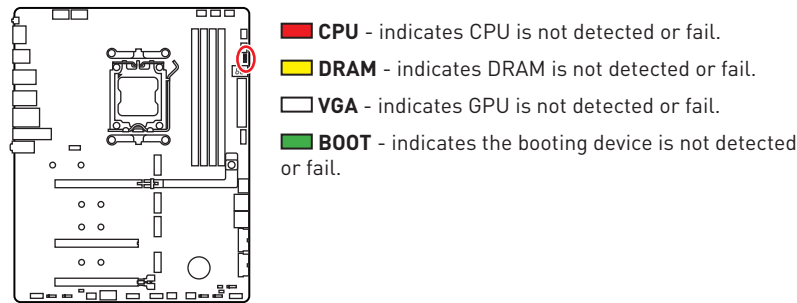 CPU - indicates CPU is not detected or fail.
DRAM - indicates DRAM is not detected or fail.
VGA - indicates GPU is not detected or fail.
BOOT - indicates the booting device is not detected
or fail.